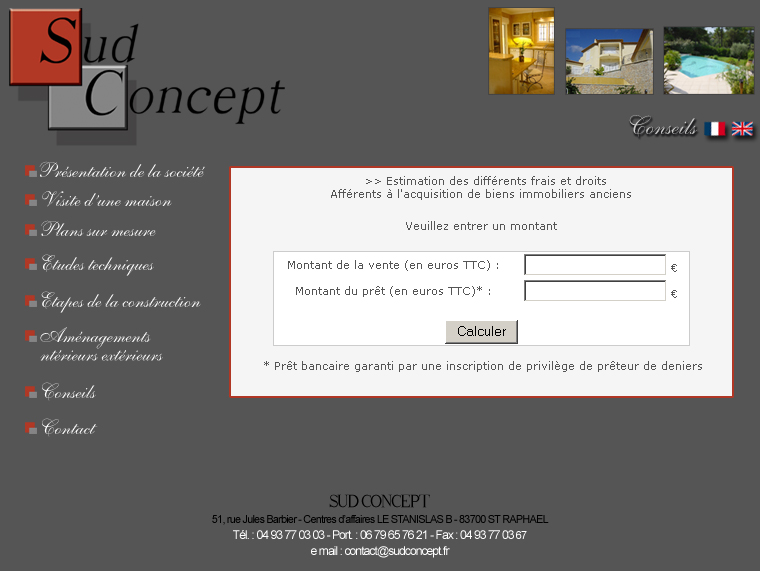 Sud
Concept
Conseils
Présentation de la société
Visite d'une maison
Plans sur mesure
Etudes techniques
Etapes de la construction
Aménagements
ntérieurs extérieurs
Conseils
Contact
>> Estimation des différents frais et droits
Afférents à l'acquisition de biens immobiliers anciens
Veuillez entrer un montant
Montant de la vente (en euros TTC) : €
Montant du prêt (en euros TTC)* : €
Calculer
* Prêt bancaire garanti par une inscription de privilège de prêteur de deniers
SUD CONCEPT
51, rue Jules Barbier - Centres d'affaires LE STANISLAS B - 83700 ST RAPHAEL
Tél. : 04 93 77 03 03 - Port. : 06 79 65 76 21 - Fax : 04 93 77 03 67
e mail : contact@sudconcept.fr